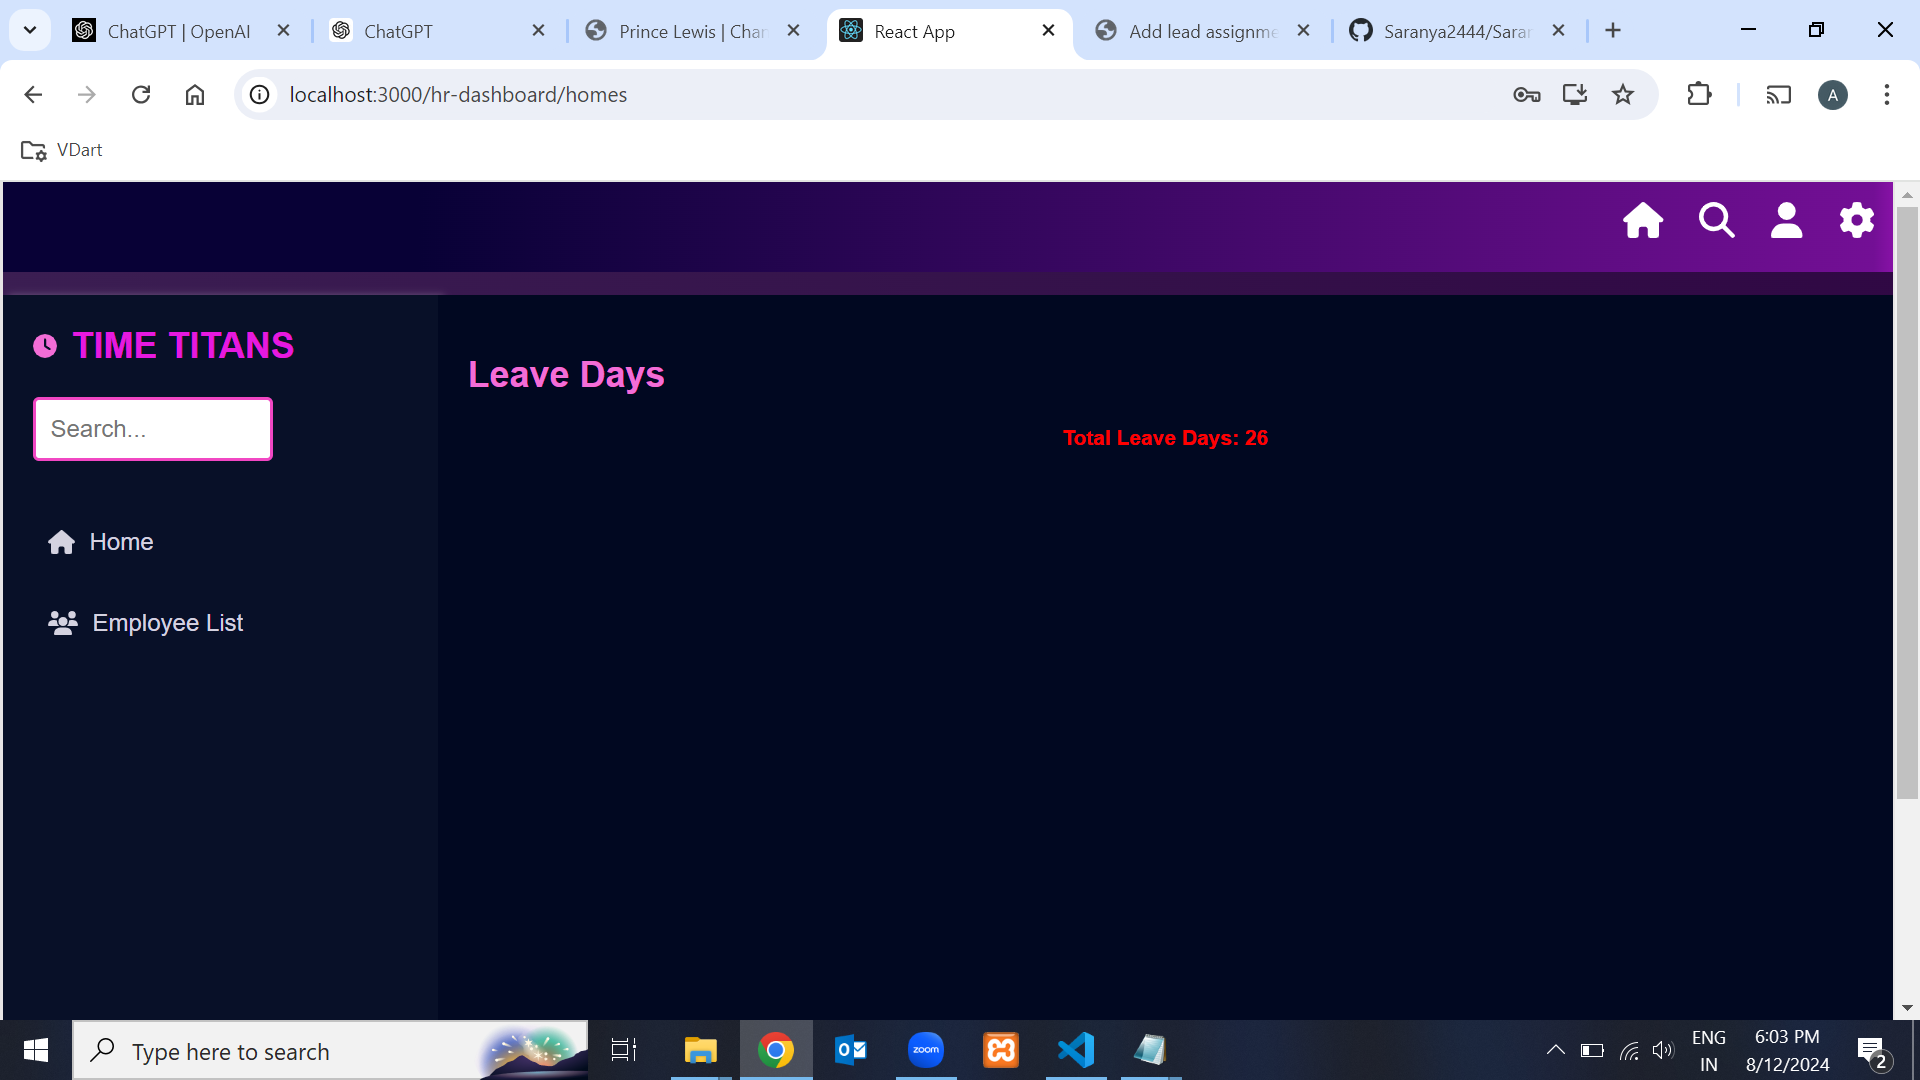 ChatGPT | OpenAI
ChatGPT
Prince Lewis | Char
React App
Add lead assignme
Saranya2444/Saran
localhost:3000/hr-dashboard/homes
A
VDart
TIME TITANS
Search...
Home
Employee List
Leave Days
Total Leave Days: 26
Type here to search
zoom
ENG
IN
6:03 PM
8/12/2024
2